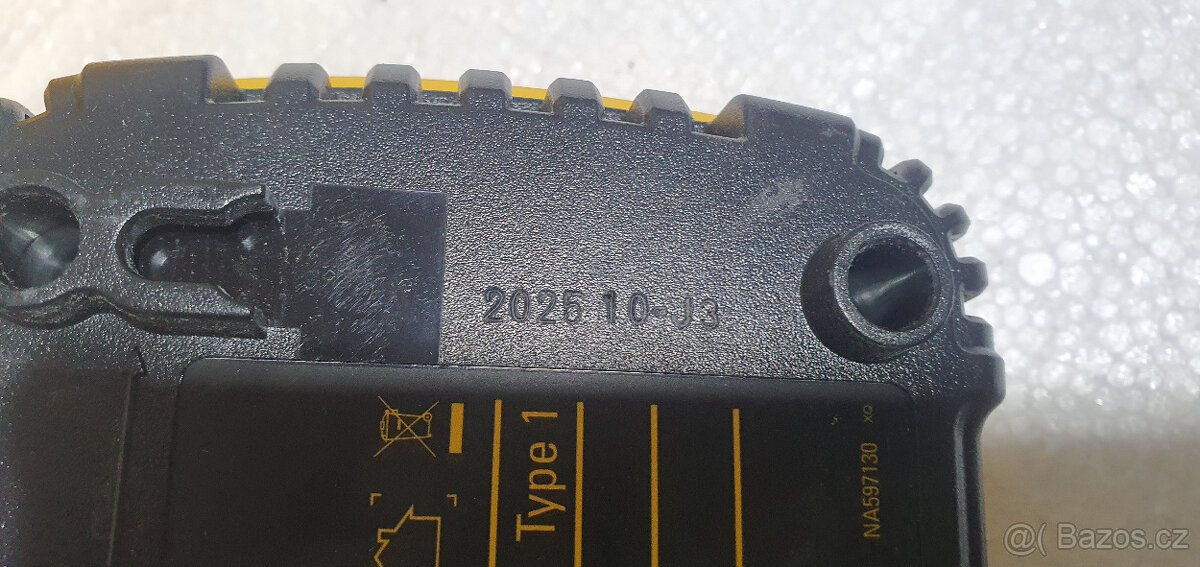 2025 10-J3
Type 1
NA597130 XO
@( Bazos.cz